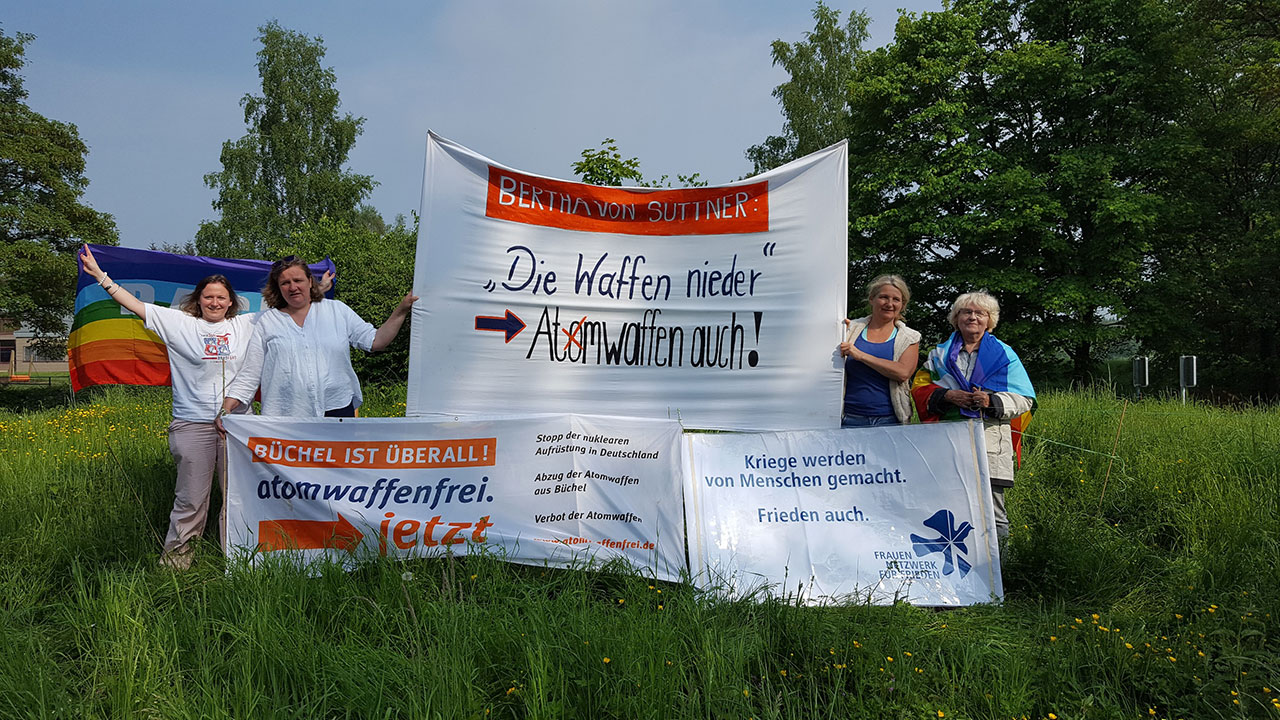 BERTHA VON SUTTNER:
„Die Waffen nieder“
Atomwaffen auch!
BÜCHEL IST ÜBERALL!
atomwaffenfrei.
jetzt
Stopp der nuklearen
Aufrüstung in Deutschland
Abzug der Atomwaffen
aus Büchel
Verbot der Atomwaffen
Kriege werden
von Menschen gemacht.
Frieden auch.
FRAUEN
NETZWERK
FÜR FRIEDEN